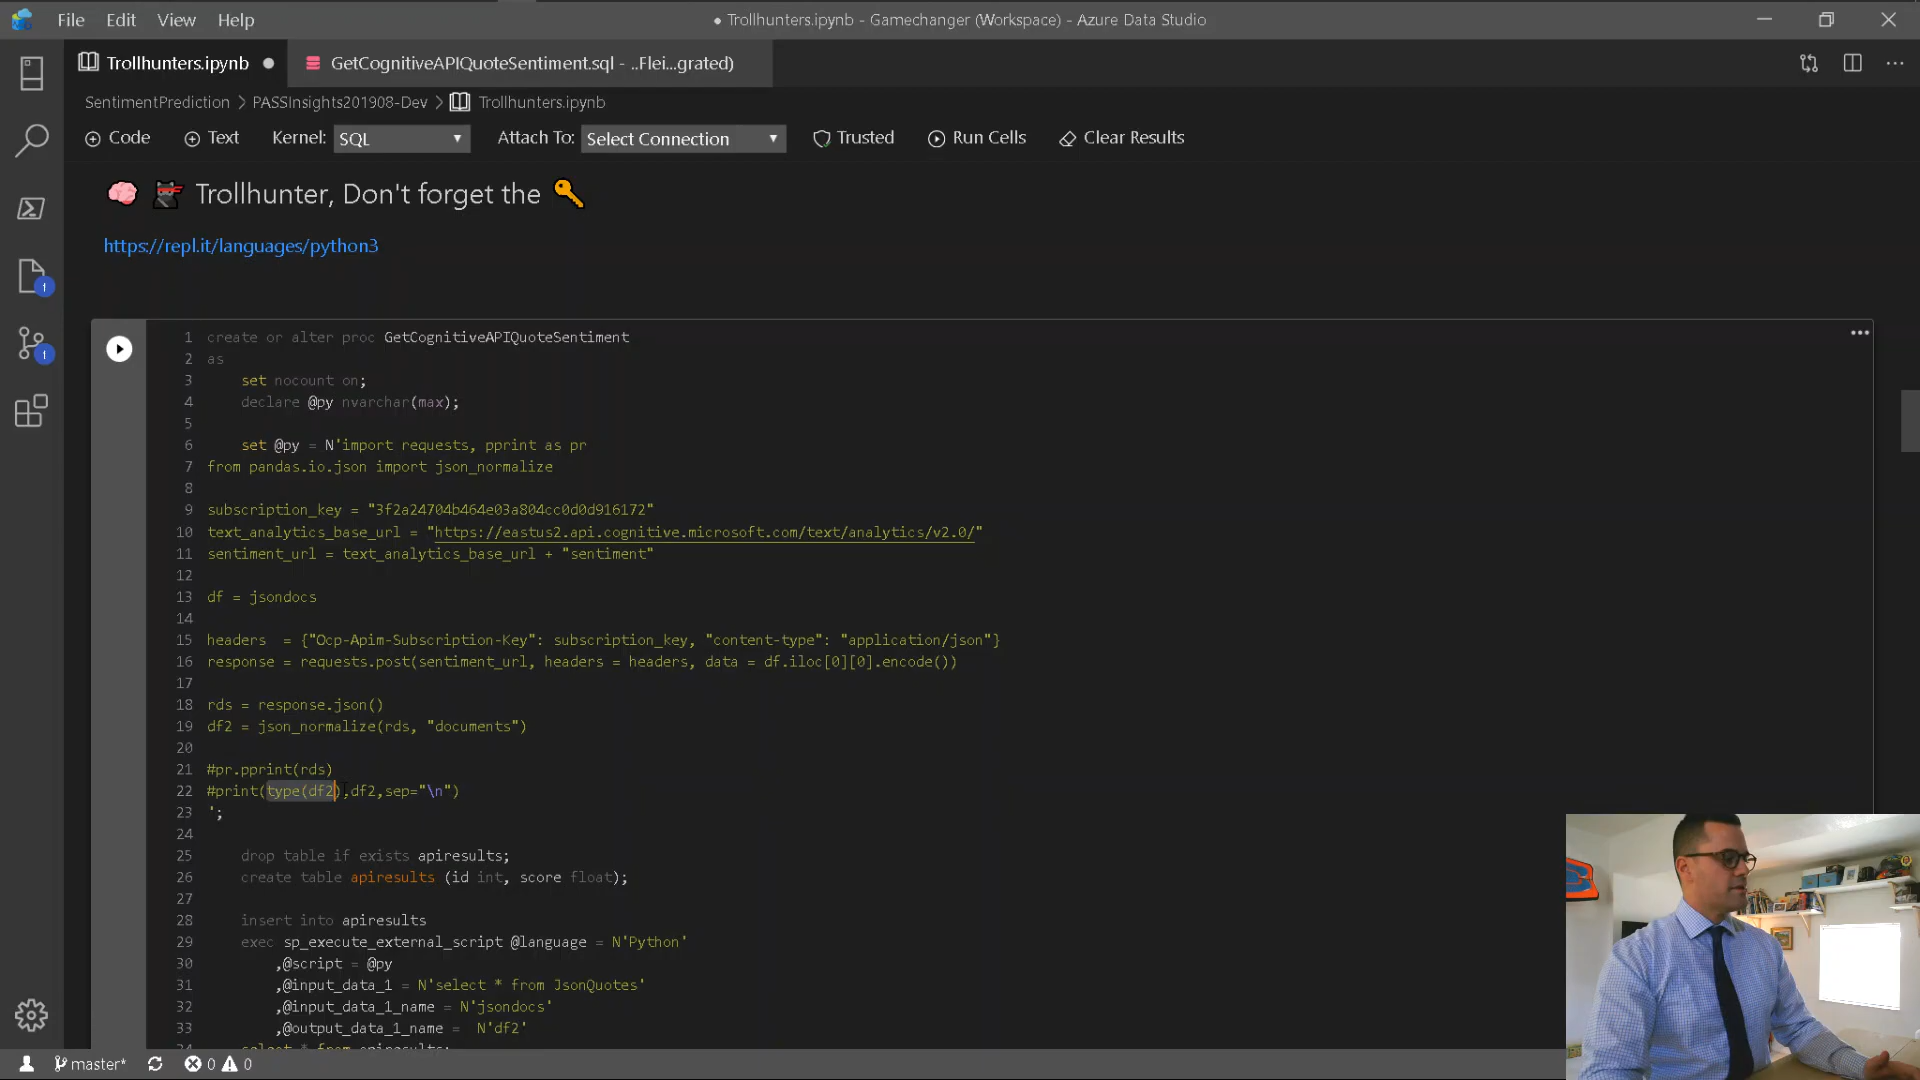 File Edit View Help
● Trollhunters.ipynb - Gamechanger (Workspace) - Azure Data Studio
Trollhunters.ipynb ● GetCognitiveAPIQuoteSentiment.sql - ..Flei...grated)
SentimentPrediction > PASSInsights201908-Dev > Trollhunters.ipynb
Code Text Kernel: SQL Attach To: Select Connection Trusted Run Cells Clear Results
Trollhunter, Don't forget the
https://repl.it/languages/python3
1 create or alter proc GetCognitiveAPIQuoteSentiment
2 as
3 set nocount on;
4 declare @py nvarchar(max);
5
6 set @py = N'import requests, pprint as pr
7 from pandas.io.json import json_normalize
8
9 subscription_key = "3f2a24704b464e03a804cc0d0d916172"
10 text_analytics_base_url = "https://eastus2.api.cognitive.microsoft.com/text/analytics/v2.0/"
11 sentiment_url = text_analytics_base_url + "sentiment"
12
13 df = jsondocs
14
15 headers = {"Ocp-Apim-Subscription-Key": subscription_key, "content-type": "application/json"}
16 response = requests.post(sentiment_url, headers = headers, data = df.iloc[0][0].encode())
17
18 rds = response.json()
19 df2 = json_normalize(rds, "documents")
20
21 #pr.pprint(rds)
22 #print(type(df2),df2,sep="\n")
23 ';
24
25 drop table if exists apiresults;
26 create table apiresults (id int, score float);
27
28 insert into apiresults
29 exec sp_execute_external_script @language = N'Python'
30 ,@script = @py
31 ,@input_data_1 = N'select * from JsonQuotes'
32 ,@input_data_1_name = N'jsondocs'
33 ,@output_data_1_name = N'df2'
34 select * from apiresults;
1
1
master* 0 0